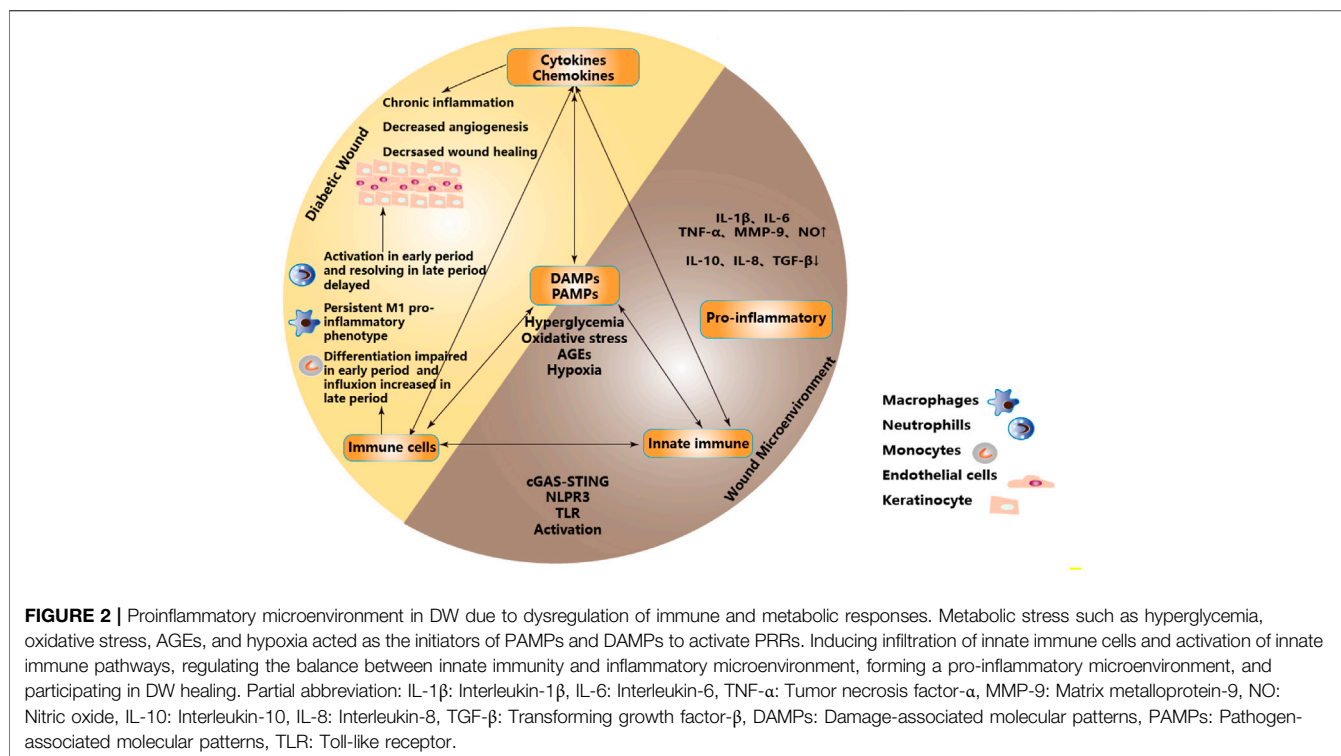 Cytokines
Chemokines
Chronic inflammation
Decreased angiogenesis
Decrsased wound healing
Diabetic Wound
Activation in early period
and resolving in late period
delayed
Persistent M1 pro-
inflammatory
phenotype
Differentiation impaired
in early period and
influxion increased in
late period
Immune cells
DAMPs
PAMPs
Hyperglycemia
Oxidative stress
AGEs
Hypoxia
IL-1β、IL-6
TNF-α、MMP-9、NO↑
IL-10、IL-8、TGF-β↓
Pro-inflammatory
Innate immune
Wound Microenvironment
cGAS-STING
NLPR3
TLR
Activation
Macrophages
Neutrophills
Monocytes
Endothelial cells
Keratinocyte
FIGURE 2 | Proinflammatory microenvironment in DW due to dysregulation of immune and metabolic responses. Metabolic stress such as hyperglycemia,
oxidative stress, AGEs, and hypoxia acted as the initiators of PAMPs and DAMPs to activate PRRs. Inducing infiltration of innate immune cells and activation of innate
immune pathways, regulating the balance between innate immunity and inflammatory microenvironment, forming a pro-inflammatory microenvironment, and
participating in DW healing. Partial abbreviation: IL-1β: Interleukin-1β, IL-6: Interleukin-6, TNF-α: Tumor necrosis factor-α, MMP-9: Matrix metalloprotein-9, NO:
Nitric oxide, IL-10: Interleukin-10, IL-8: Interleukin-8, TGF-β: Transforming growth factor-β, DAMPs: Damage-associated molecular patterns, PAMPs: Pathogen-
associated molecular patterns, TLR: Toll-like receptor.